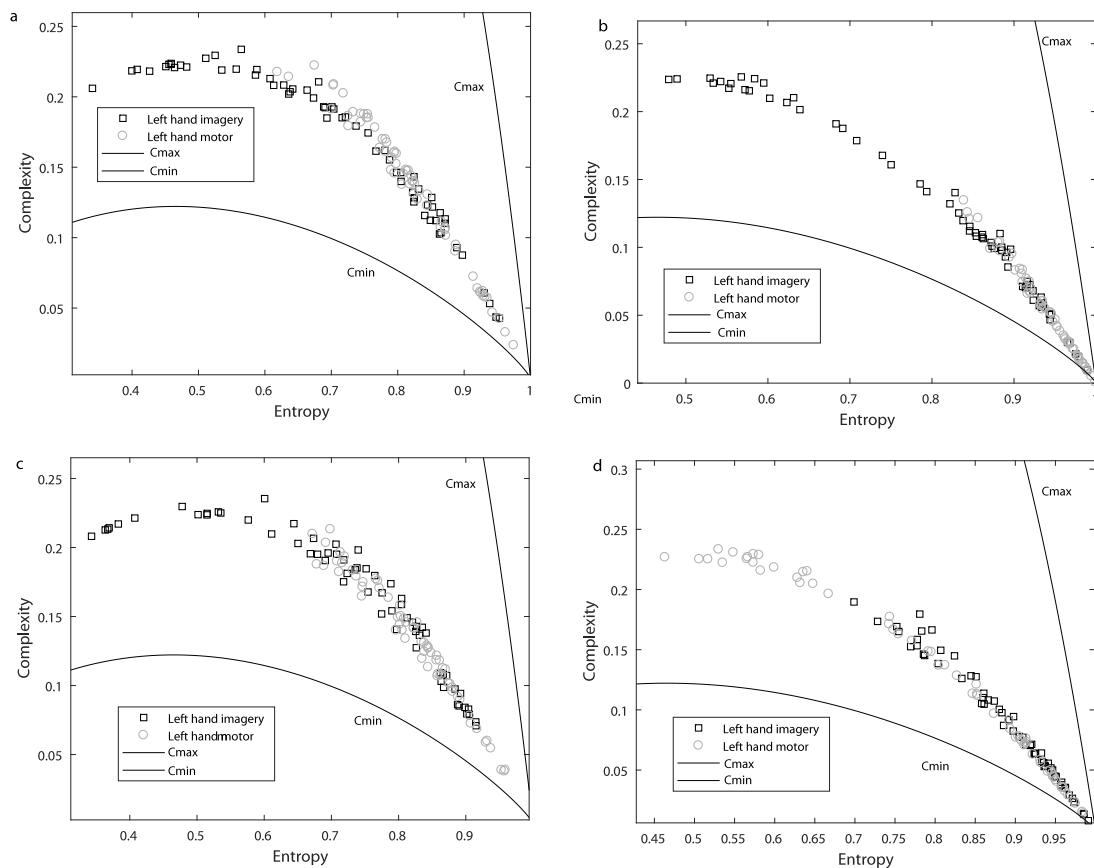 a
0.25
0.2
0.15
0.1
0.05
Complexity
Cmax
Left hand imagery
Left hand motor
Cmax
Cmin
Cmin
0.4 0.5 0.6 0.7 0.8 0.9 1
Entropy
b
0.25
0.2
0.15
0.1
0.05
0
Complexity
Cmax
Left hand imagery
Left hand motor
Cmax
Cmin
Cmin
0.5 0.6 0.7 0.8 0.9 1
Entropy
c
0.25
0.2
0.15
0.1
0.05
Complexity
Cmax
Cmin
Left hand imagery
Left handmotor
Cmax
Cmin
0.4 0.5 0.6 0.7 0.8 0.9
Entropy
d
0.3
0.25
0.2
0.15
0.1
0.05
0
Complexity
Cmax
Left hand imagery
Left hand motor
Cmax
Cmin
Cmin
0.45 0.5 0.55 0.6 0.65 0.7 0.75 0.8 0.85 0.9 0.95
Entropy